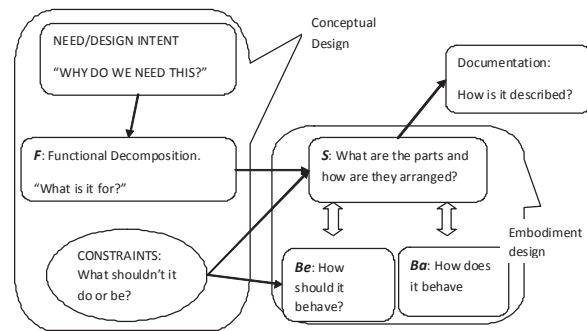 NEED/DESIGN INTENT
“WHY DO WE NEED THIS?”
Conceptual
Design
Documentation:
How is it described?
F: Functional Decomposition.
“What is it for?”
S: What are the parts and
how are they arranged?
CONSTRAINTS:
What shouldn’t it
do or be?
Be: How
should it
behave?
Ba: How does
it behave
Embodiment
design